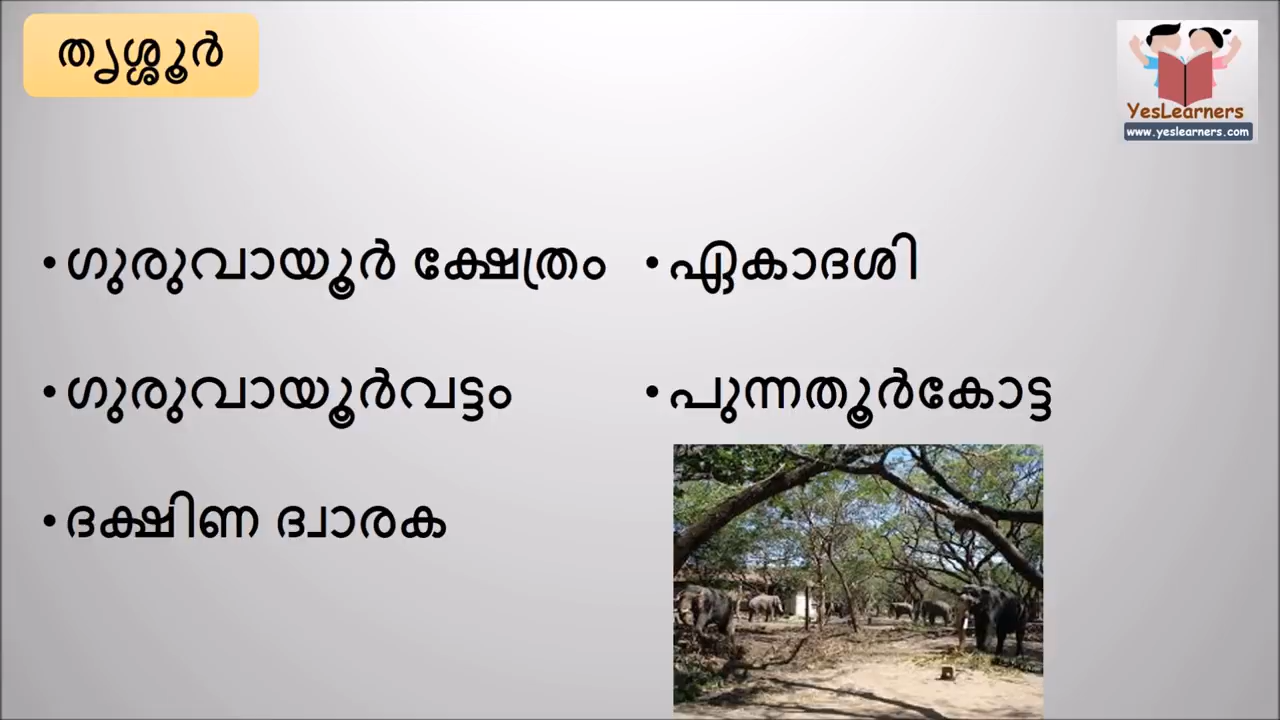 തൃശ്ശൂർ
YesLearners
www.yeslearners.com
•ഗുരുവായൂർ ക്ഷേത്രം
•ഗുരുവായൂർവട്ടം
•ദക്ഷിണ ദ്വാരക
•ഏകാദശി
•പുന്നതൂർകോട്ട